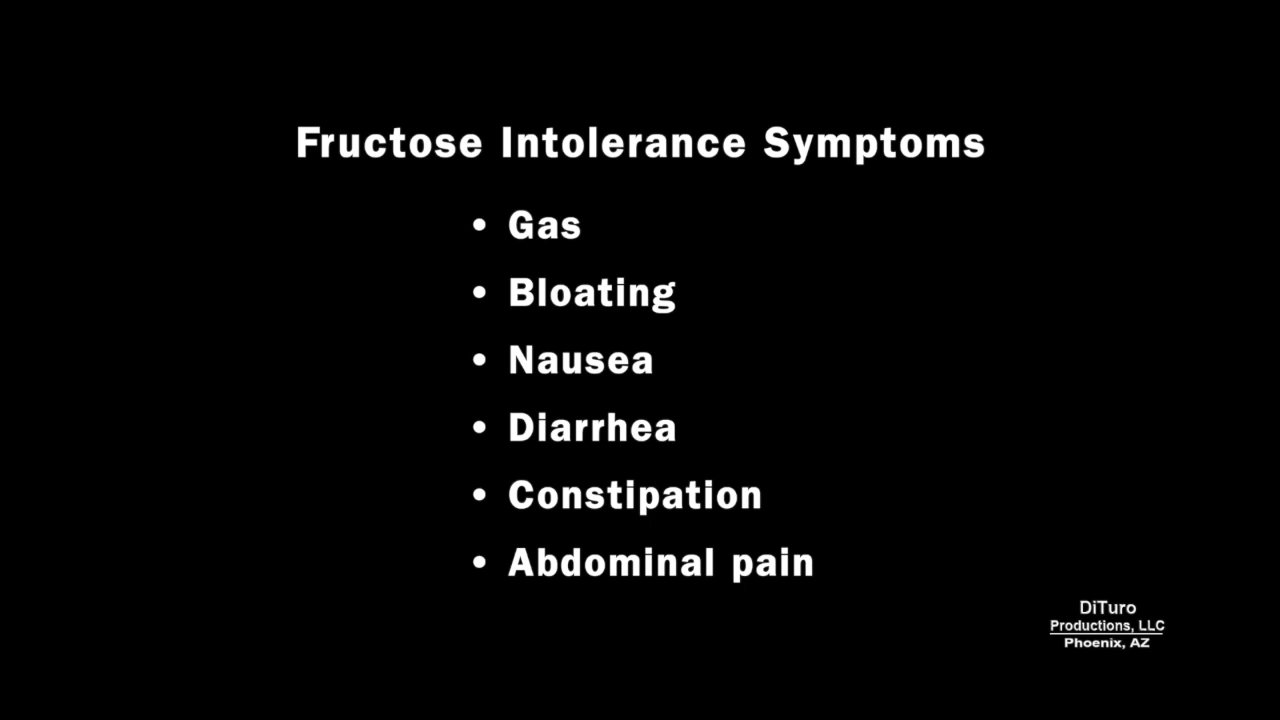 Fructose Intolerance Symptoms
• Gas
• Bloating
• Nausea
• Diarrhea
• Constipation
• Abdominal pain
DiTuro
Productions, LLC
Phoenix, AZ